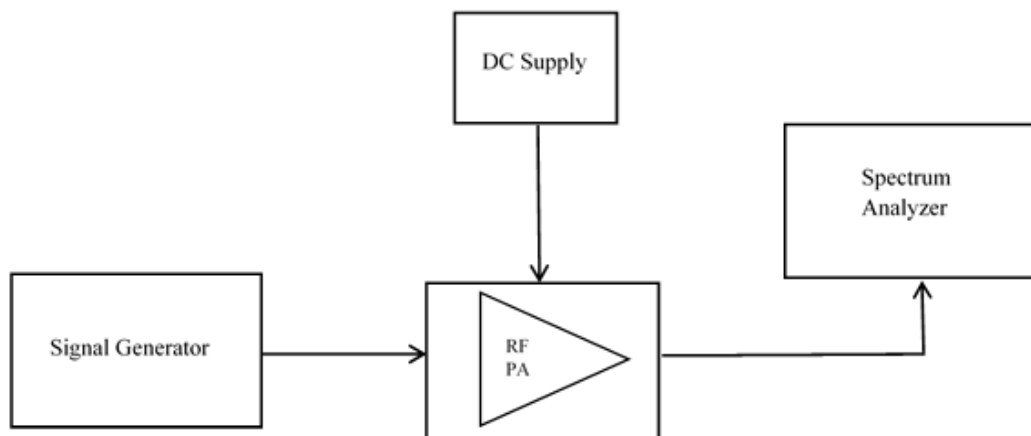 DC Supply
Spectrum
Analyzer
Signal Generator
RF
PA